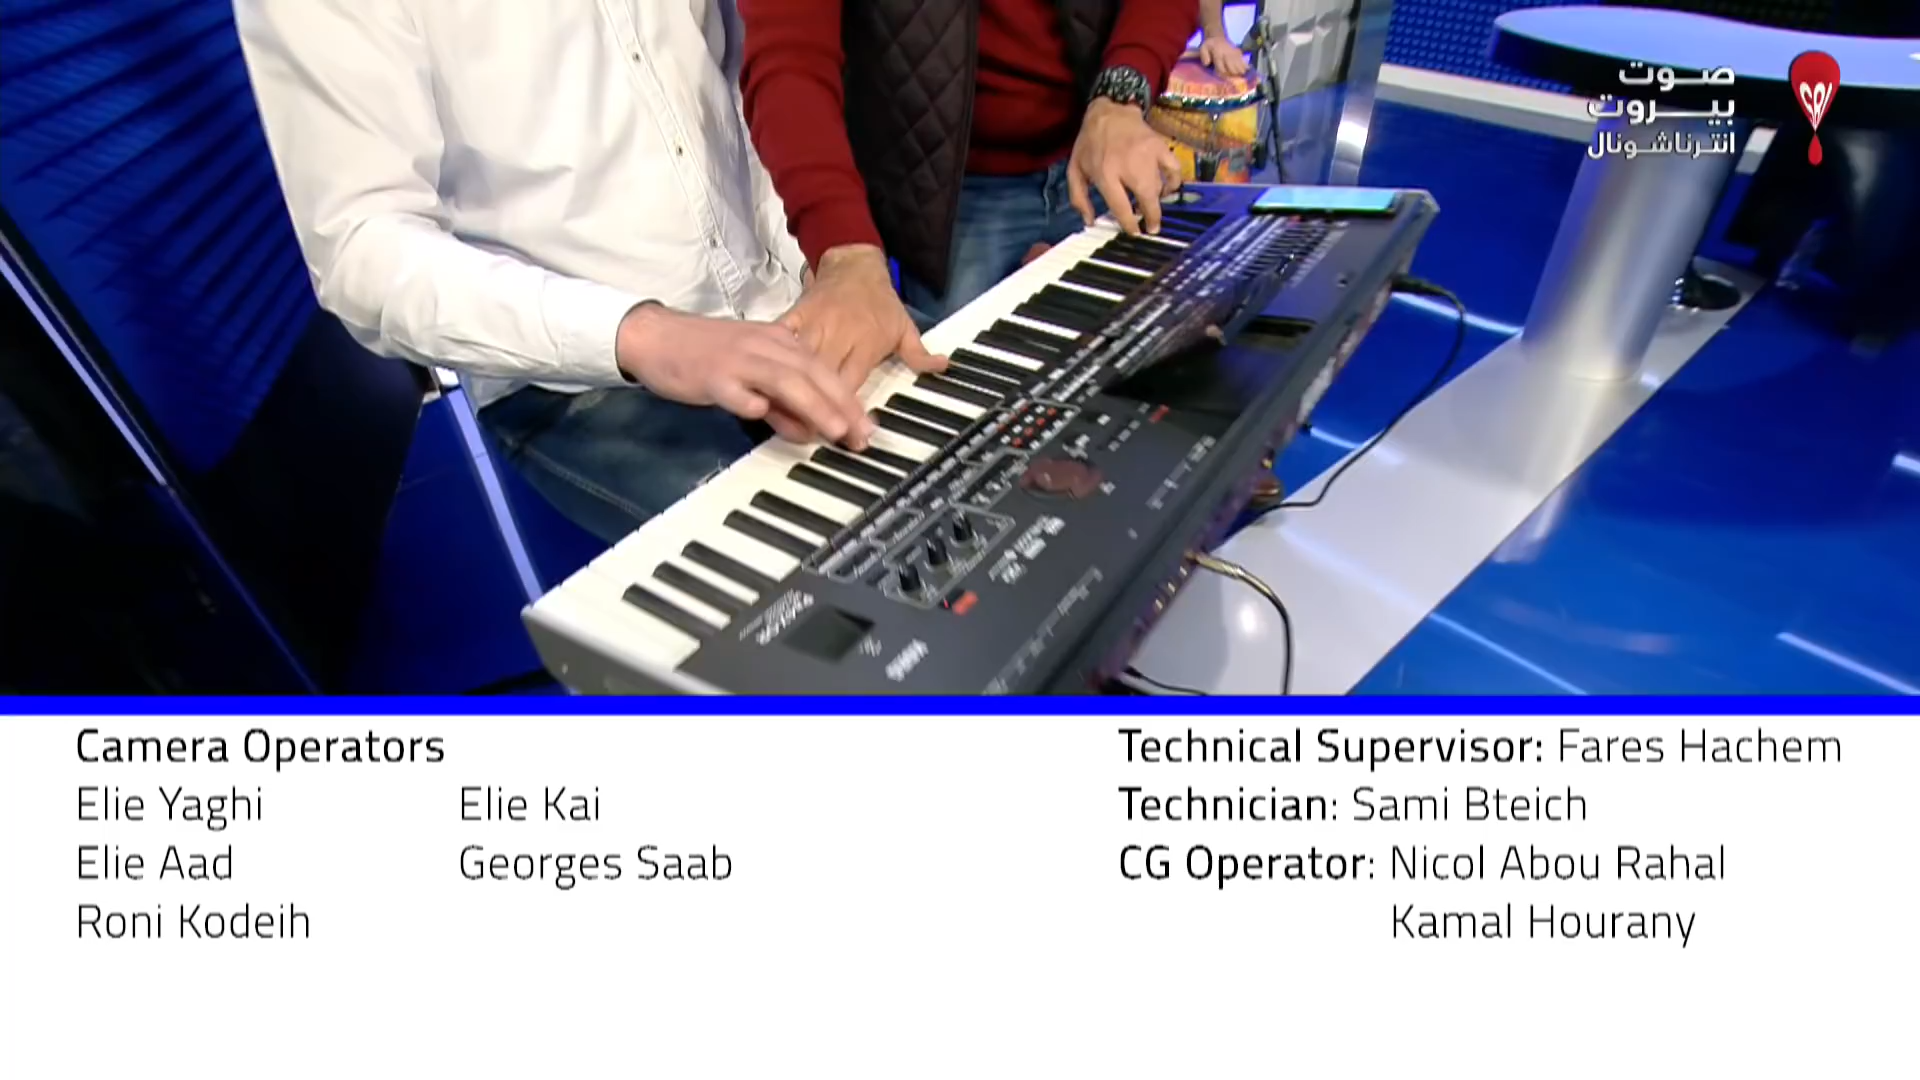 صوت
بيروت
انترناشونال
SBI
Camera Operators
Elie Yaghi
Elie Kai
Elie Aad
Georges Saab
Roni Kodeih
Technical Supervisor: Fares Hachem
Technician: Sami Bteich
CG Operator: Nicol Abou Rahal
Kamal Hourany